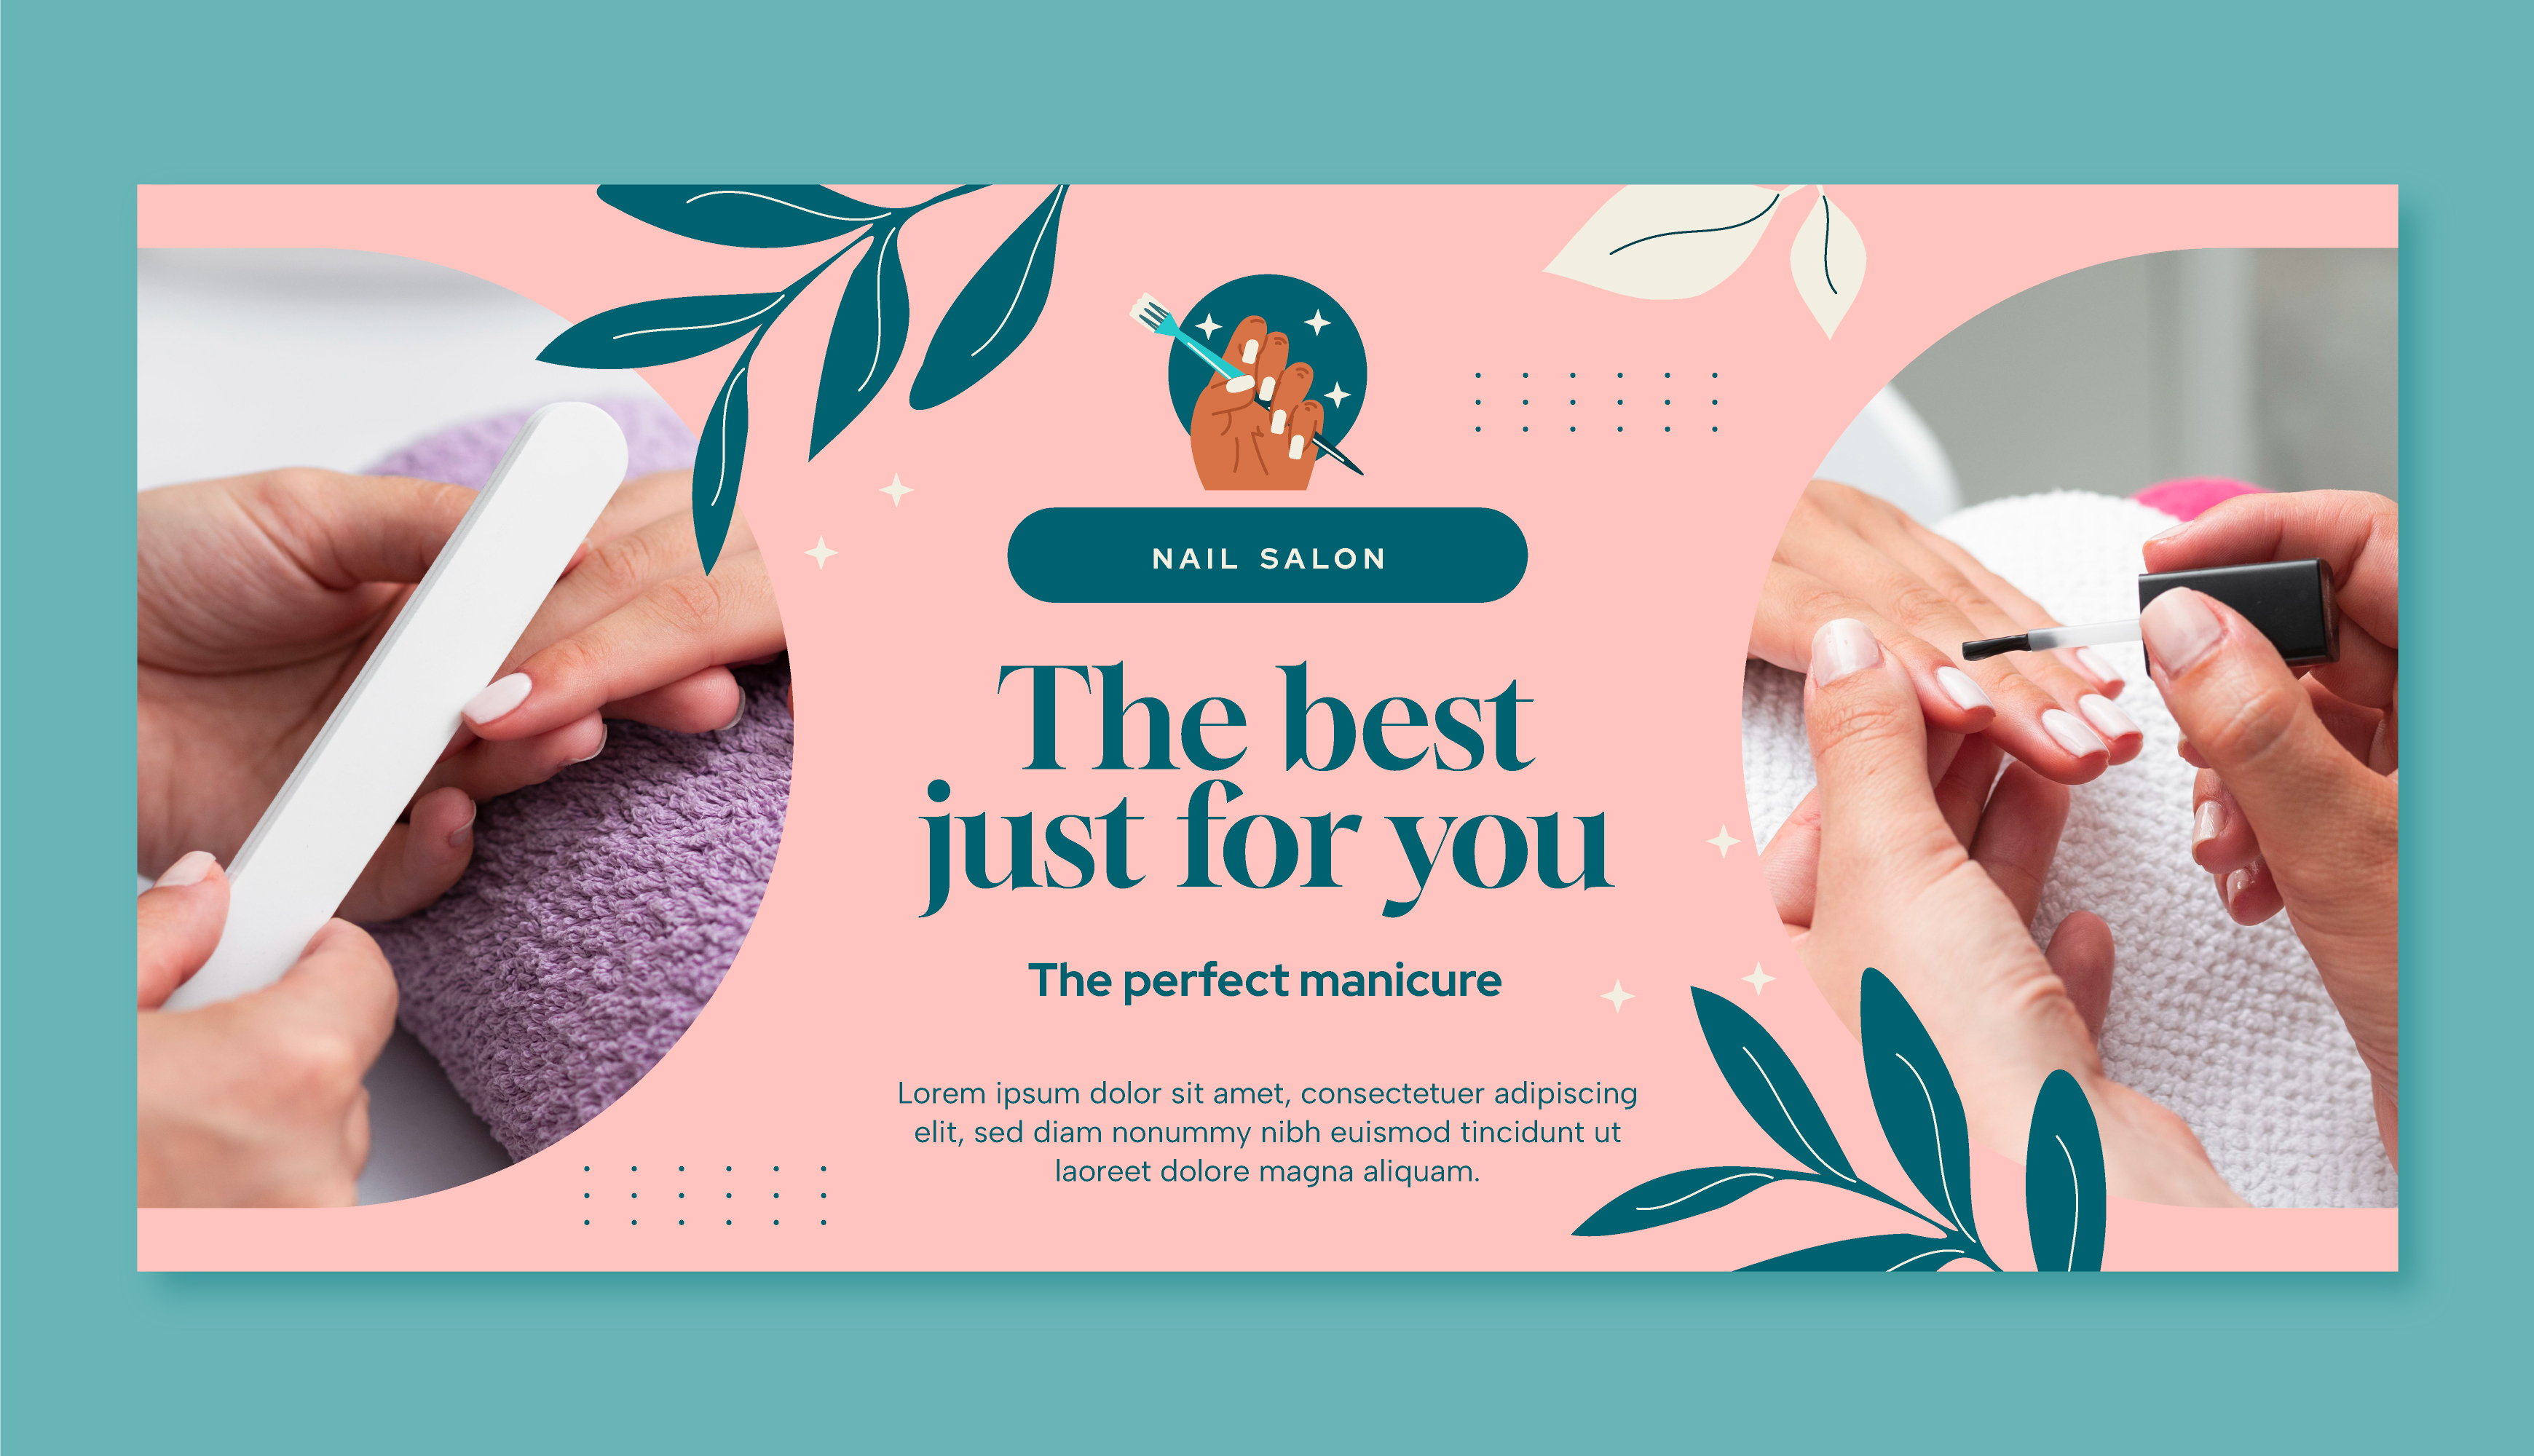 NAIL SALON
The best
just for you
The perfect manicure
Lorem ipsum dolor sit amet, consectetuer adipiscing
elit, sed diam nonummy nibh euismod tincidunt ut
laoreet dolore magna aliquam.